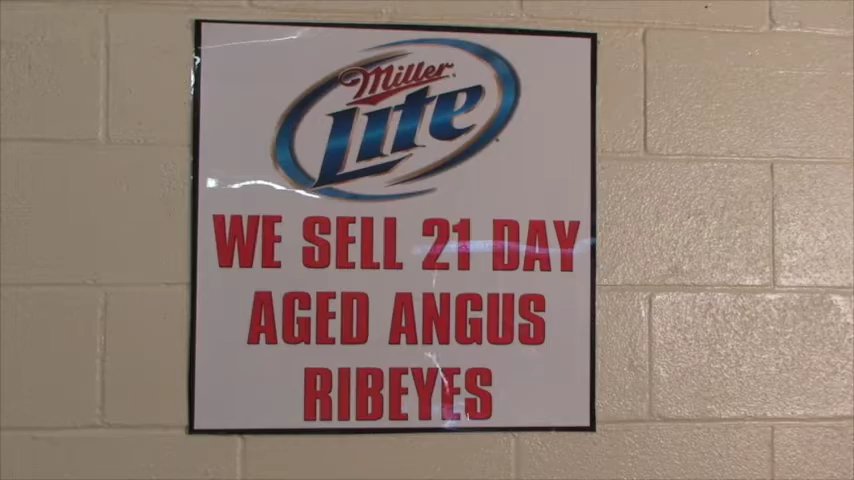 Miller
Lite
WE SELL 21 DAY
AGED ANGUS
RIBEYES